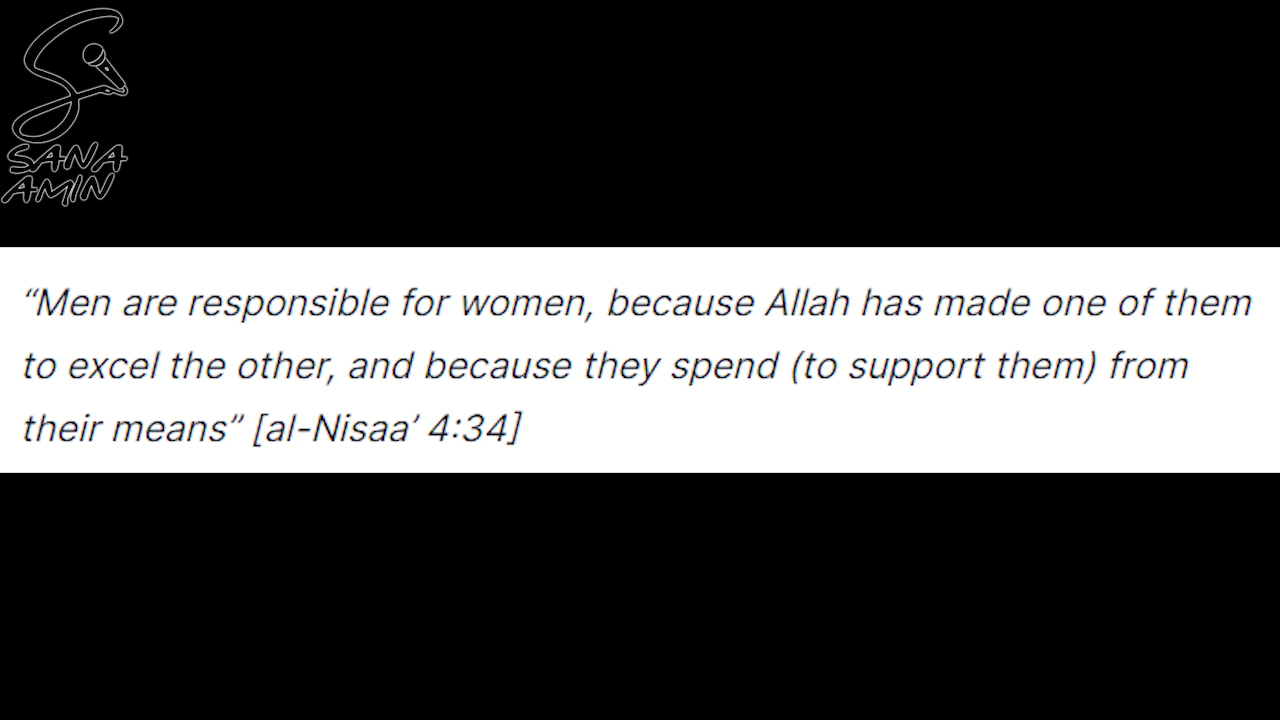 SANA
AMIN
“Men are responsible for women, because Allah has made one of them
to excel the other, and because they spend (to support them) from
their means” [al-Nisaa’ 4:34]